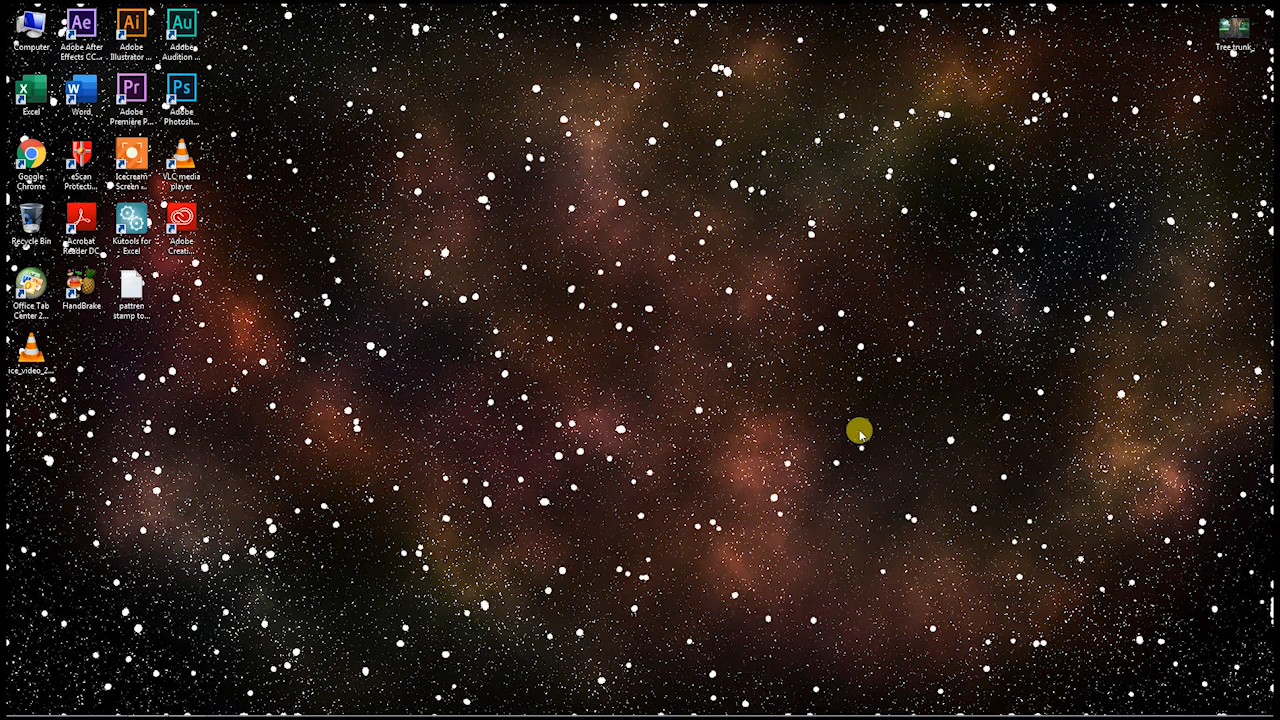 Computer
Adobe After
Effects CC...
Adobe
Illustrator ...
Adobe
Audition ...
Tree trunk
Excel
Word
Adobe
Premiere P...
Adobe
Photosh...
Google
Chrome
eScan
Protecti...
Icecream
Screen ...
VLC media
player
Recycle Bin
Acrobat
Reader DC
Kutools for
Excel
Adobe
Creati...
Office Tab
Center 2...
HandBrake
pattren
stamp to...
ice_video_2...